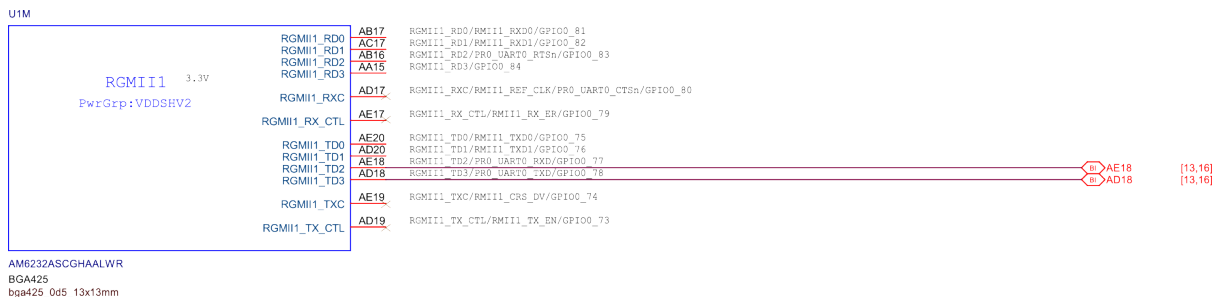 U1M
RGMII1 3.3V
PwrGrp:VDDSHV2
RGMII1_RD0 AB17 RGMII1_RD0/RMII1_RXD0/GPIO0_81
RGMII1_RD1 AC17 RGMII1_RD1/RMII1_RXD1/GPIO0_82
RGMII1_RD2 AB16 RGMII1_RD2/PR0_UART0_RTSn/GPIO0_83
RGMII1_RD3 AA15 RGMII1_RD3/GPIO0_84
RGMII1_RXC AD17 RGMII1_RXC/RMII1_REF_CLK/PR0_UART0_CTSn/GPIO0_80
RGMII1_RX_CTL AE17 RGMII1_RX_CTL/RMII1_RX_ER/GPIO0_79
RGMII1_TD0 AE20 RGMII1_TD0/RMII1_TXD0/GPIO0_75
RGMII1_TD1 AD20 RGMII1_TD1/RMII1_TXD1/GPIO0_76
RGMII1_TD2 AE18 RGMII1_TD2/PR0_UART0_RXD/GPIO0_77 BI AE18 [13,16]
RGMII1_TD3 AD18 RGMII1_TD3/PR0_UART0_TXD/GPIO0_78 BI AD18 [13,16]
RGMII1_TXC AE19 RGMII1_TXC/RMII1_CRS_DV/GPIO0_74
RGMII1_TX_CTL AD19 RGMII1_TX_CTL/RMII1_TX_EN/GPIO0_73
AM6232ASCGHAALWR
BGA425
bga425_0d5_13x13mm